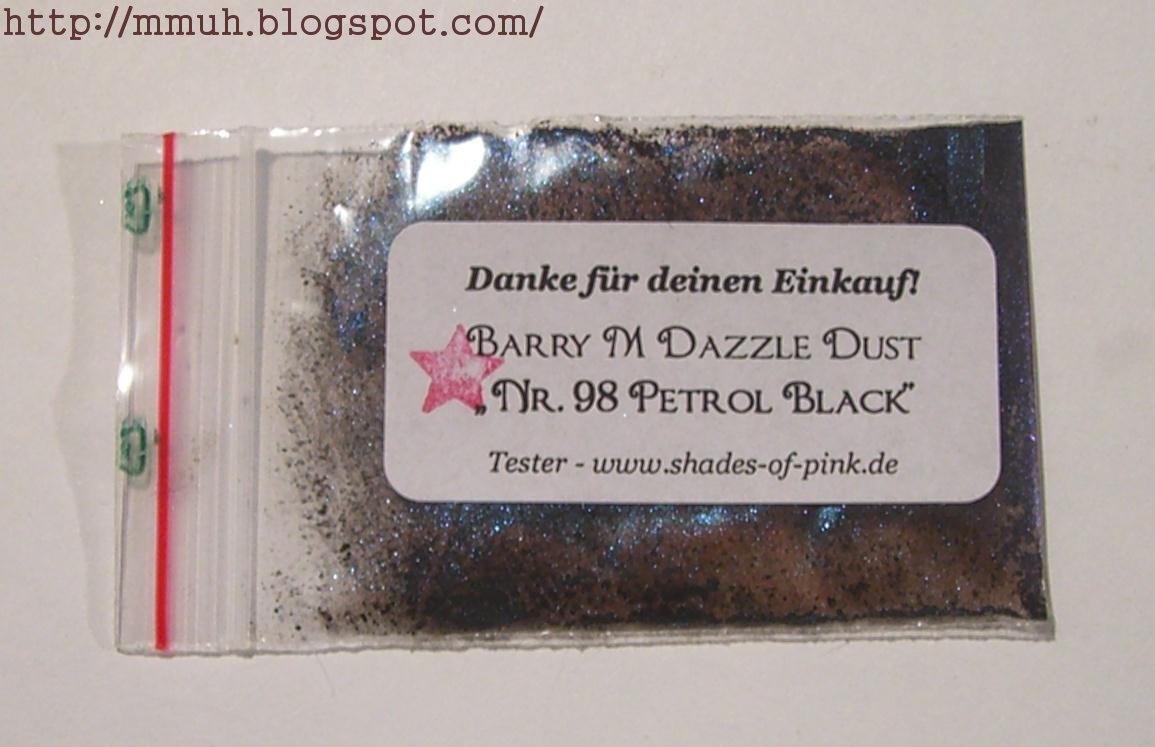 http://mmuh.blogspot.com/
Danke für deinen Einkauf!
Barry M Dazzle Dust
„Nr. 98 Petrol Black“
Tester - www.shades-of-pink.de